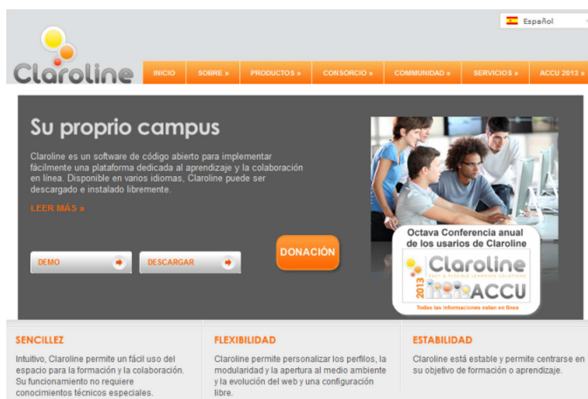 Español
Claroline
INICIO SOBRE » PRODUCTOS » CONSORCIO » COMMUNIDAD » SERVICIOS » ACCU 2013 »
Su proprio campus
Claroline es un software de código abierto para implementar
fácilmente una plataforma dedicada al aprendizaje y la colaboración
en línea. Disponible en varios idiomas, Claroline puede ser
descargado e instalado libremente.
LEER MÁS »
DEMO
DESCARGAR
DONACIÓN
Octava Conferencia anual
de los usarios de Claroline
Claroline
2013 ACCU
Todas las informaciones estan en línea
SENCILLEZ
Intuitivo, Claroline permite un fácil uso del
espacio para la formación y la colaboración.
Su funcionamiento no requiere
conocimientos técnicos especiales.
FLEXIBILIDAD
Claroline permite personalizar los perfilos, la
modularidad y la apertura al medio ambiente
y la evolución del web y una configuración
libre.
ESTABILIDAD
Claroline está estable y permite centrarse en
su objetivo de formación o aprendizaje.